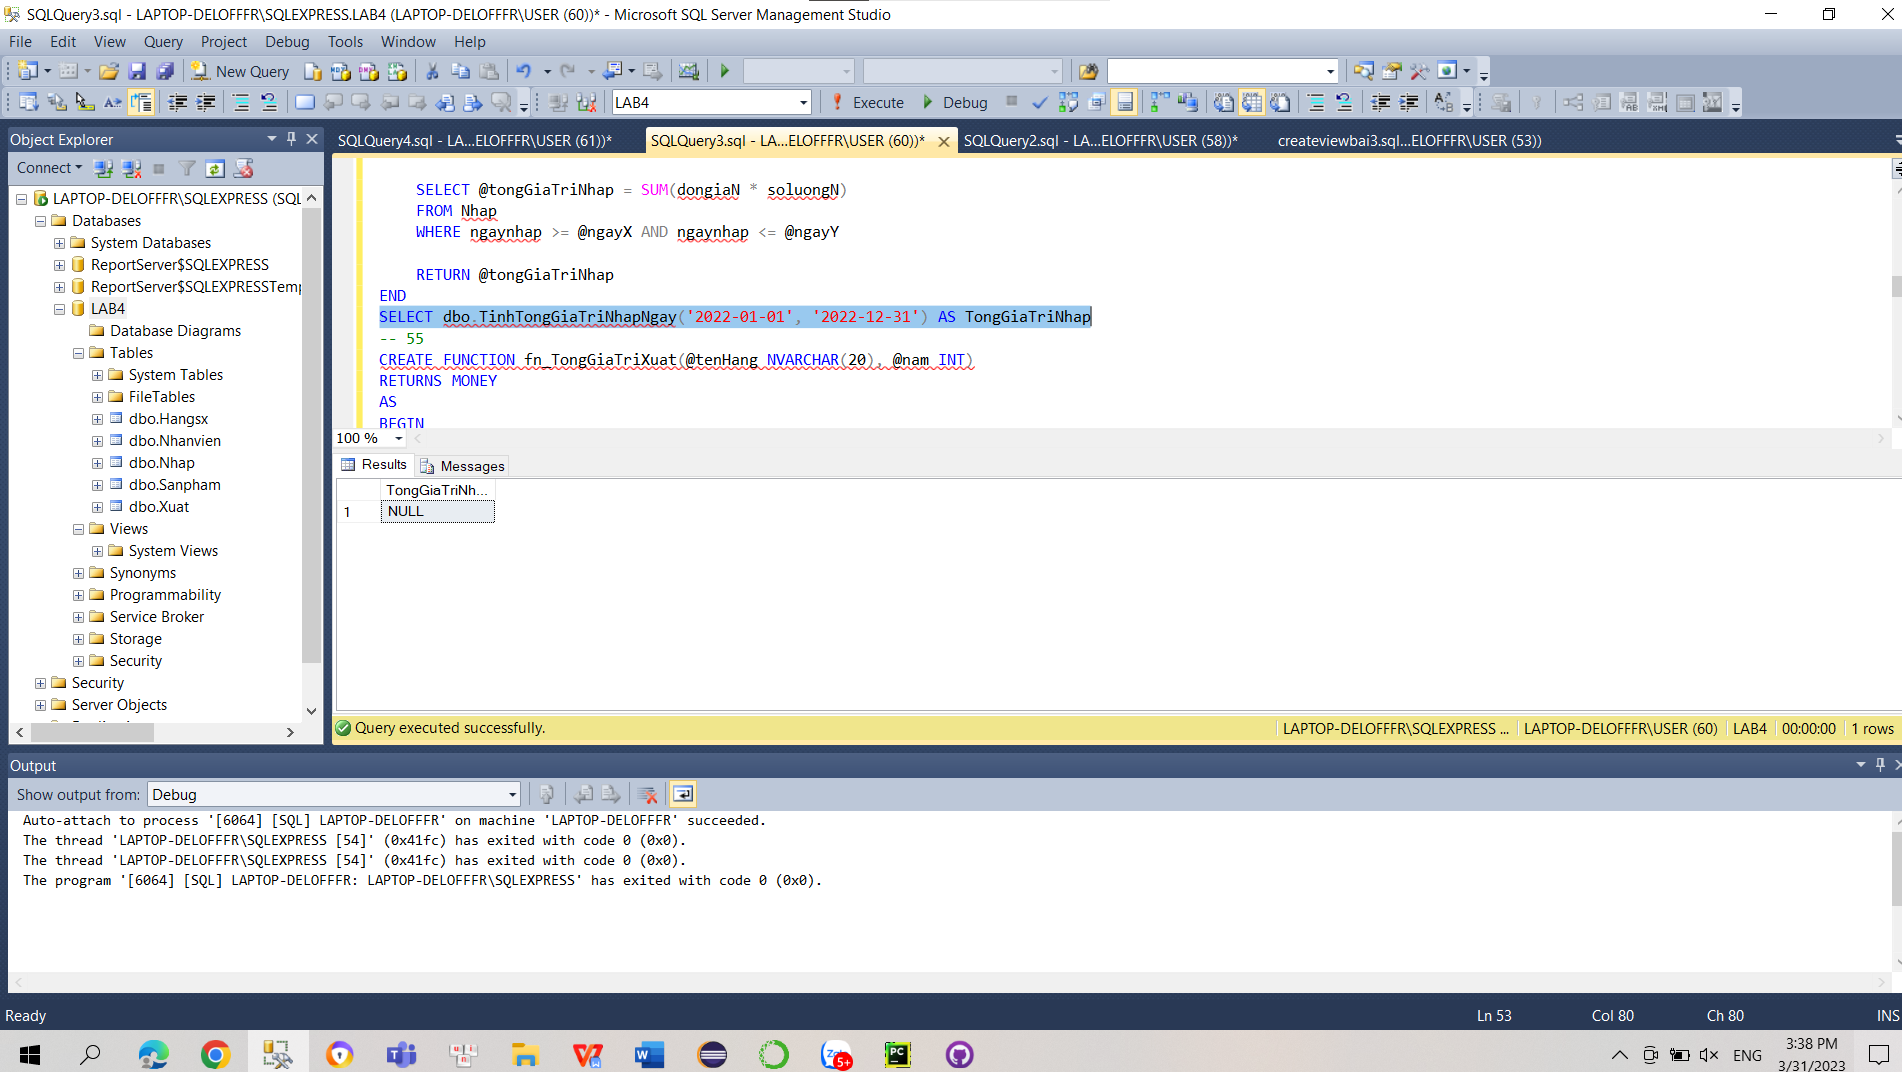 SQLQuery3.sql - LAPTOP-DELOFFFR\SQLEXPRESS.LAB4 (LAPTOP-DELOFFFR\USER (60))* - Microsoft SQL Server Management Studio
File Edit View Query Project Debug Tools Window Help
New Query
LAB4 Execute Debug
Object Explorer
SQLQuery4.sql - LA...ELOFFFR\USER (61))* SQLQuery3.sql - LA...ELOFFFR\USER (60))* SQLQuery2.sql - LA...ELOFFFR\USER (58))* createviewbai3.sql...ELOFFFR\USER (53))
Connect
LAPTOP-DELOFFFR\SQLEXPRESS (SQL
Databases
System Databases
ReportServer$SQLEXPRESS
ReportServer$SQLEXPRESSTemp
LAB4
Database Diagrams
Tables
System Tables
FileTables
dbo.Hangsx
dbo.Nhanvien
dbo.Nhap
dbo.Sanpham
dbo.Xuat
Views
System Views
Synonyms
Programmability
Service Broker
Storage
Security
Security
Server Objects
SELECT @tongGiaTriNhap = SUM(dongiaN * soluongN)
FROM Nhap
WHERE ngaynhap >= @ngayX AND ngaynhap <= @ngayY
RETURN @tongGiaTriNhap
END
SELECT dbo.TinhTongGiaTriNhapNgay('2022-01-01', '2022-12-31') AS TongGiaTriNhap
-- 55
CREATE FUNCTION fn_TongGiaTriXuat(@tenHang NVARCHAR(20), @nam INT)
RETURNS MONEY
AS
BEGIN
100 %
Results Messages
TongGiaTriNh...
1 NULL
Query executed successfully. LAPTOP-DELOFFFR\SQLEXPRESS ... LAPTOP-DELOFFFR\USER (60) LAB4 00:00:00 1 rows
Output
Show output from: Debug
Auto-attach to process '[6064] [SQL] LAPTOP-DELOFFFR' on machine 'LAPTOP-DELOFFFR' succeeded.
The thread 'LAPTOP-DELOFFFR\SQLEXPRESS [54]' (0x41fc) has exited with code 0 (0x0).
The thread 'LAPTOP-DELOFFFR\SQLEXPRESS [54]' (0x41fc) has exited with code 0 (0x0).
The program '[6064] [SQL] LAPTOP-DELOFFFR: LAPTOP-DELOFFFR\SQLEXPRESS' has exited with code 0 (0x0).
Ready Ln 53 Col 80 Ch 80 INS
5+ PC ENG 3:38 PM
3/31/2023